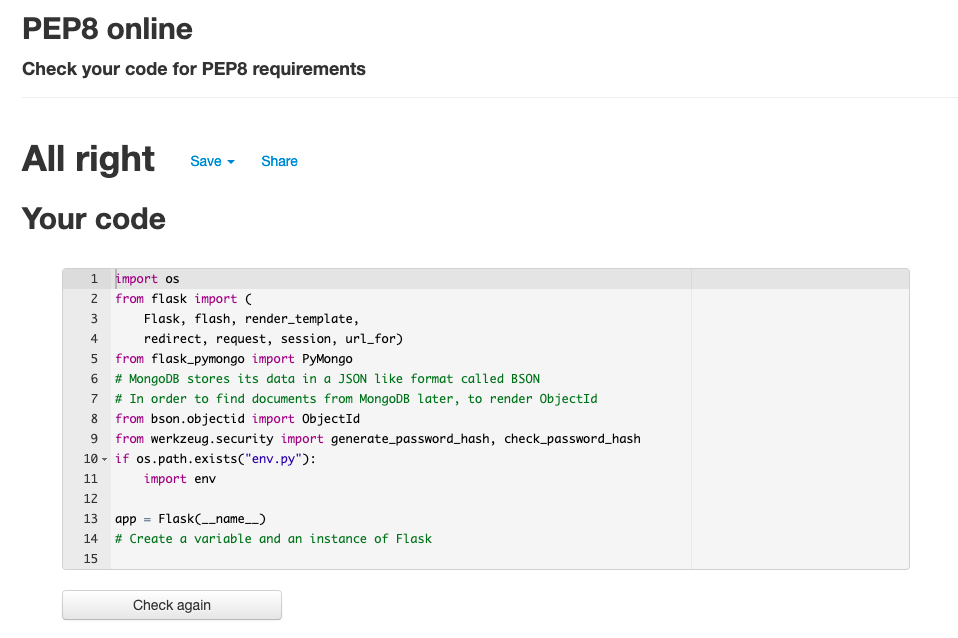 PEP8 online
Check your code for PEP8 requirements
All right Save Share
Your code
1 import os
2 from flask import (
3     Flask, flash, render_template,
4     redirect, request, session, url_for)
5 from flask_pymongo import PyMongo
6 # MongoDB stores its data in a JSON like format called BSON
7 # In order to find documents from MongoDB later, to render ObjectId
8 from bson.objectid import ObjectId
9 from werkzeug.security import generate_password_hash, check_password_hash
10 if os.path.exists("env.py"):
11     import env
12
13 app = Flask(__name__)
14 # Create a variable and an instance of Flask
15
Check again